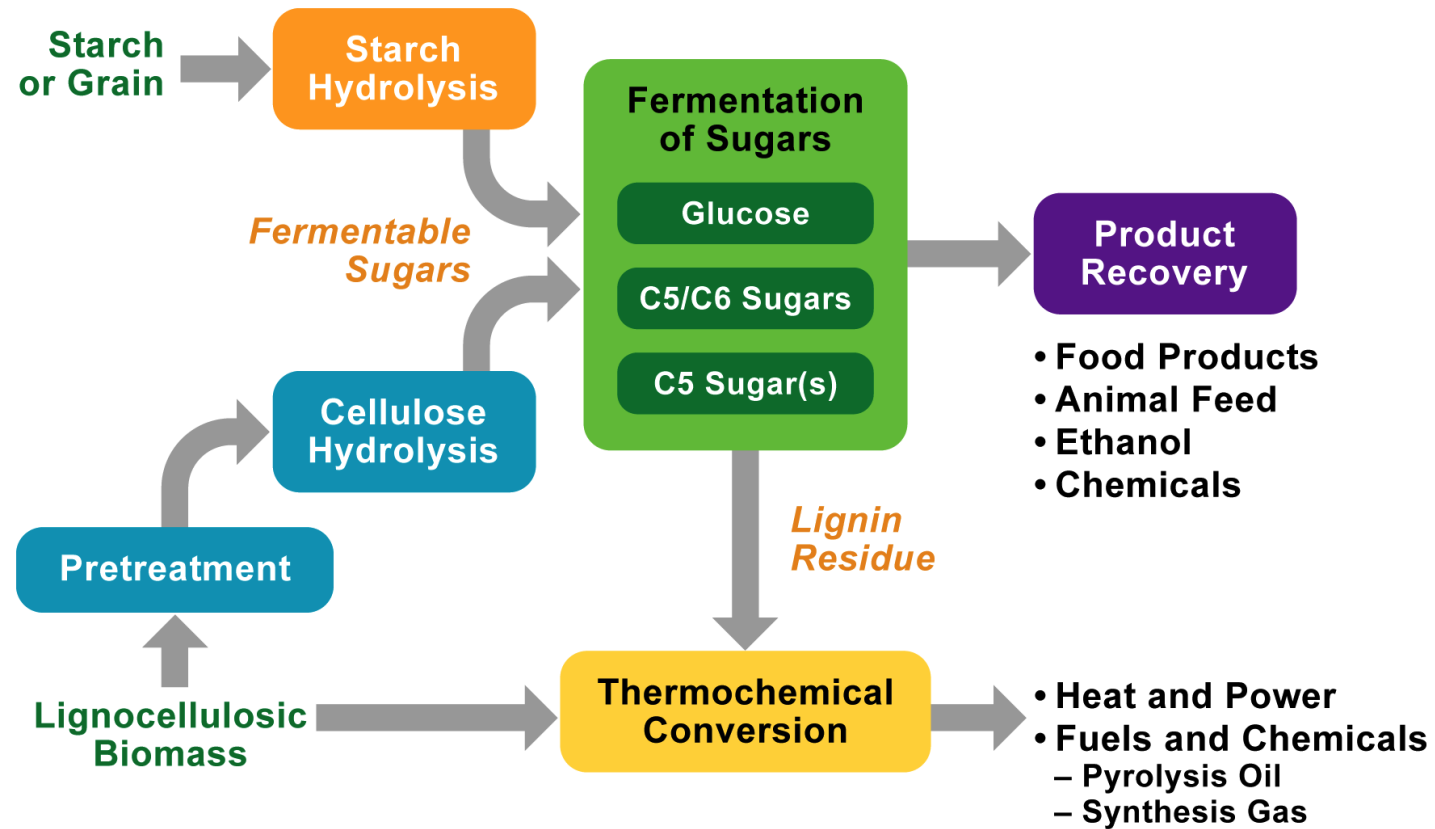 Starch
or Grain
Starch
Hydrolysis
Fermentable
Sugars
Cellulose
Hydrolysis
Pretreatment
Lignocellulosic
Biomass
Fermentation
of Sugars
Glucose
C5/C6 Sugars
C5 Sugar(s)
Lignin
Residue
Thermochemical
Conversion
Product
Recovery
• Food Products
• Animal Feed
• Ethanol
• Chemicals
• Heat and Power
• Fuels and Chemicals
– Pyrolysis Oil
– Synthesis Gas